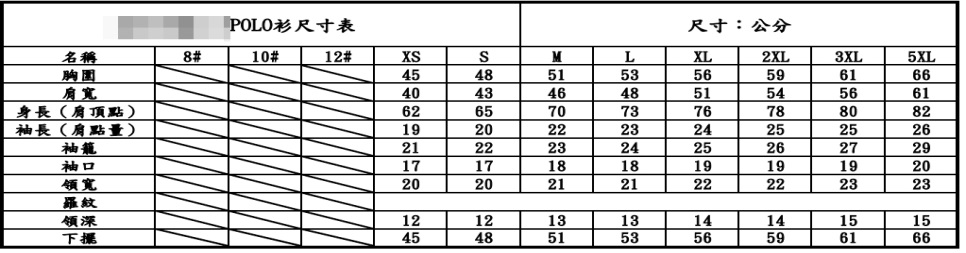 POLO衫尺寸表 尺寸：公分
名稱 8# 10# 12# XS S M L XL 2XL 3XL 5XL
胸圍 45 48 51 53 56 59 61 66
肩寬 40 43 46 48 51 54 56 61
身長（肩頂點） 62 65 70 73 76 78 80 82
袖長（肩點量） 19 20 22 23 24 25 25 26
袖籠 21 22 23 24 25 26 27 29
袖口 17 17 18 18 19 19 19 20
領寬 20 20 21 21 22 22 23 23
羅紋
領深 12 12 13 13 14 14 15 15
下擺 45 48 51 53 56 59 61 66